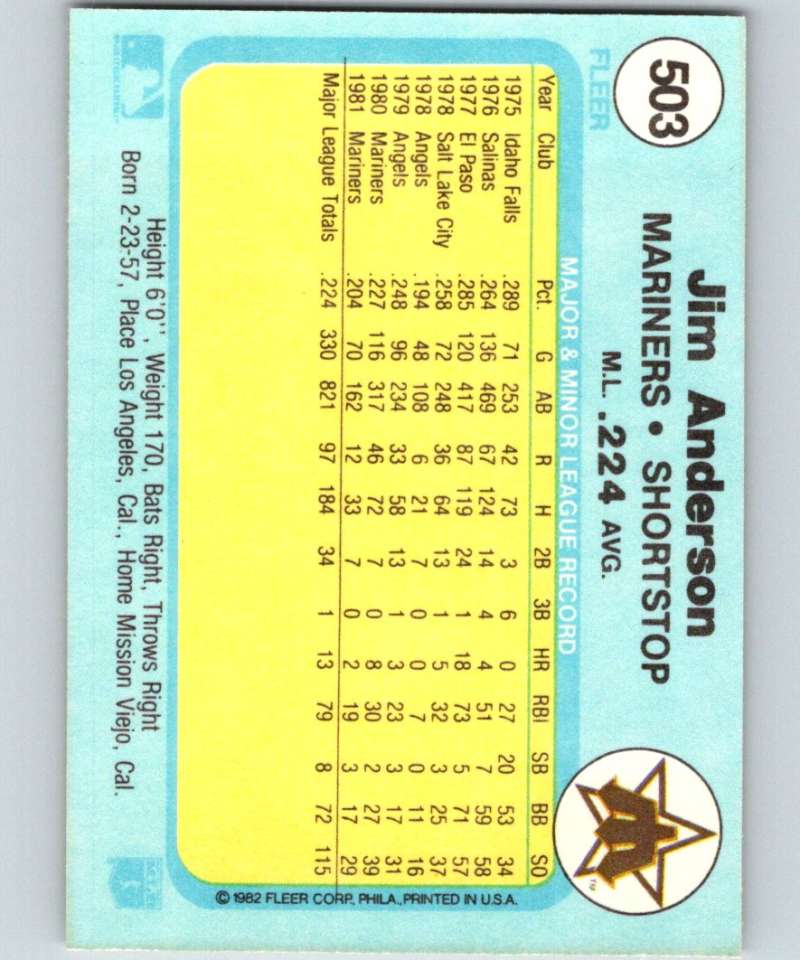 503
FLEER
Jim Anderson
MARINERS • SHORTSTOP
M.L. .224 AVG.
TM
MAJOR & MINOR LEAGUE RECORD
Year Club Pct. G AB R H 2B 3B HR RBI SB BB SO
1975 Idaho Falls .289 71 253 42 73 3 6 0 27 20 53 34
1976 Salinas .264 136 469 67 124 14 4 4 51 7 59 58
1977 El Paso .285 120 417 87 119 24 1 18 73 5 71 57
1978 Salt Lake City .258 72 248 36 64 13 1 5 32 3 25 37
1978 Angels .194 48 108 6 21 7 0 0 7 0 11 16
1979 Angels .248 96 234 33 58 13 1 3 23 3 17 31
1980 Mariners .227 116 317 46 72 7 0 8 30 2 27 39
1981 Mariners .204 70 162 12 33 7 0 2 19 3 17 29
Major League Totals .224 330 821 97 184 34 1 13 79 8 72 115
© 1982 FLEER CORP., PHILA., PRINTED IN U.S.A.
Height 6'0'', Weight 170, Bats Right, Throws Right
Born 2-23-57, Place Los Angeles, Cal., Home Mission Viejo, Cal.